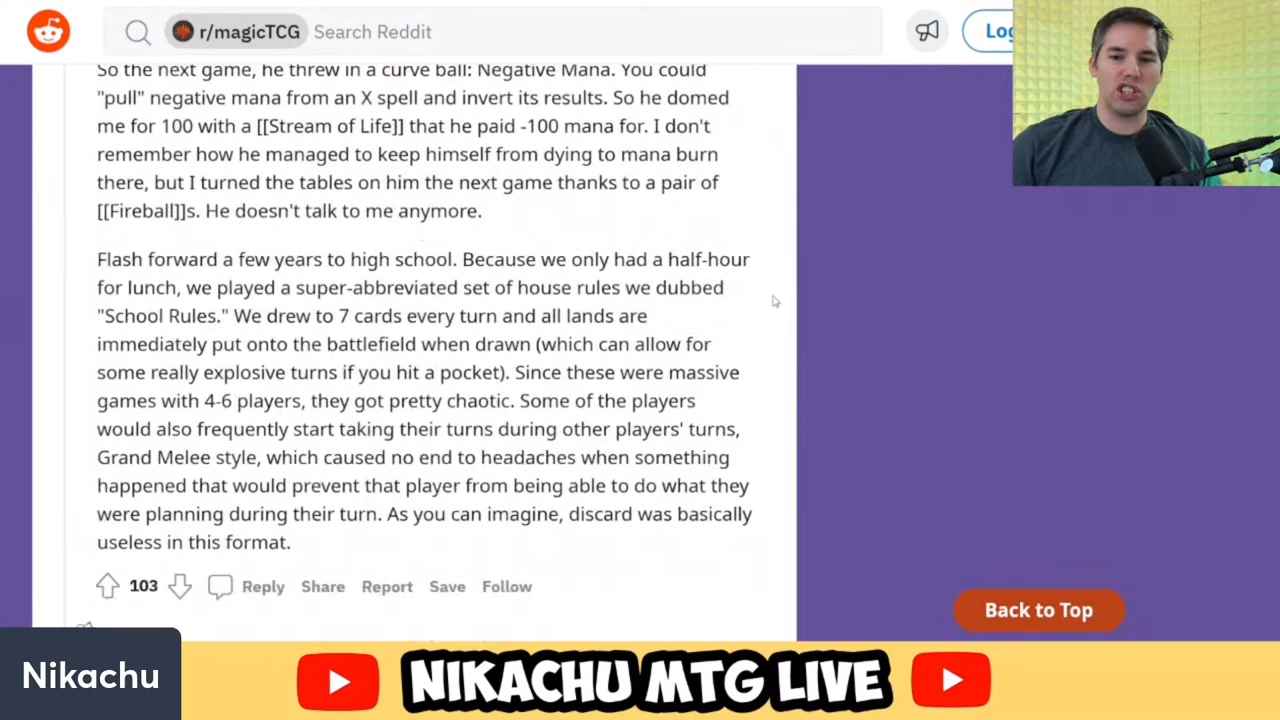 r/magicTCG Search Reddit
So the next game, he threw in a curve ball: Negative Mana. You could
"pull" negative mana from an X spell and invert its results. So he domed
me for 100 with a [[Stream of Life]] that he paid -100 mana for. I don't
remember how he managed to keep himself from dying to mana burn
there, but I turned the tables on him the next game thanks to a pair of
[[Fireball]]s. He doesn't talk to me anymore.
Flash forward a few years to high school. Because we only had a half-hour
for lunch, we played a super-abbreviated set of house rules we dubbed
"School Rules." We drew to 7 cards every turn and all lands are
immediately put onto the battlefield when drawn (which can allow for
some really explosive turns if you hit a pocket). Since these were massive
games with 4-6 players, they got pretty chaotic. Some of the players
would also frequently start taking their turns during other players' turns,
Grand Melee style, which caused no end to headaches when something
happened that would prevent that player from being able to do what they
were planning during their turn. As you can imagine, discard was basically
useless in this format.
103 Reply Share Report Save Follow
Back to Top
Nikachu
NIKACHU MTG LIVE